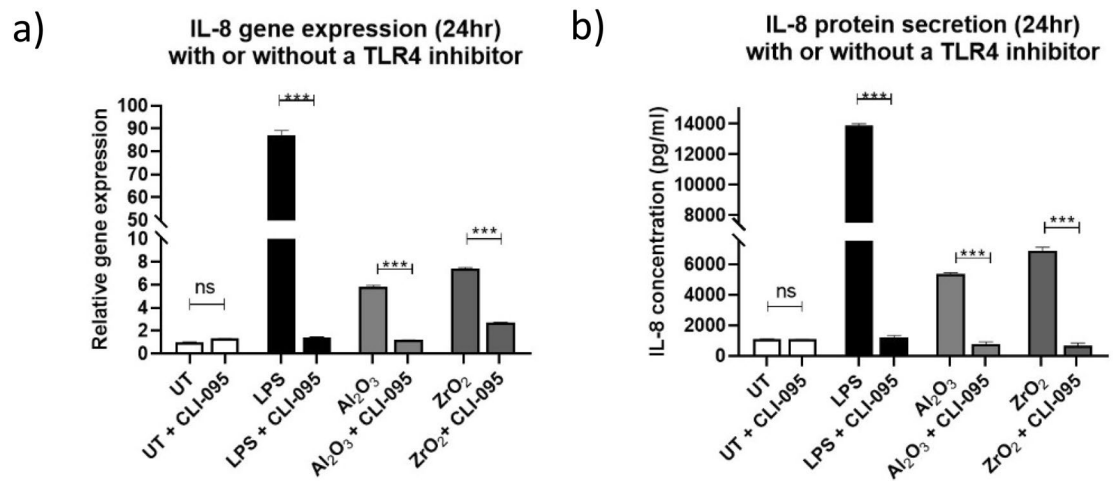 a)
IL-8 gene expression (24hr)
with or without a TLR4 inhibitor
Relative gene expression
100
90
80
70
60
50
10
8
6
4
2
0
ns
***
***
***
UT
UT + CLI-095
LPS
LPS + CLI-095
Al₂O₃
Al₂O₃ + CLI-095
ZrO₂
ZrO₂+ CLI-095
b)
IL-8 protein secretion (24hr)
with or without a TLR4 inhibitor
IL-8 concentration (pg/ml)
14000
12000
10000
8000
6000
4000
2000
0
ns
***
***
***
UT
UT + CLI-095
LPS
LPS + CLI-095
Al₂O₃
Al₂O₃ + CLI-095
ZrO₂
ZrO₂ + CLI-095